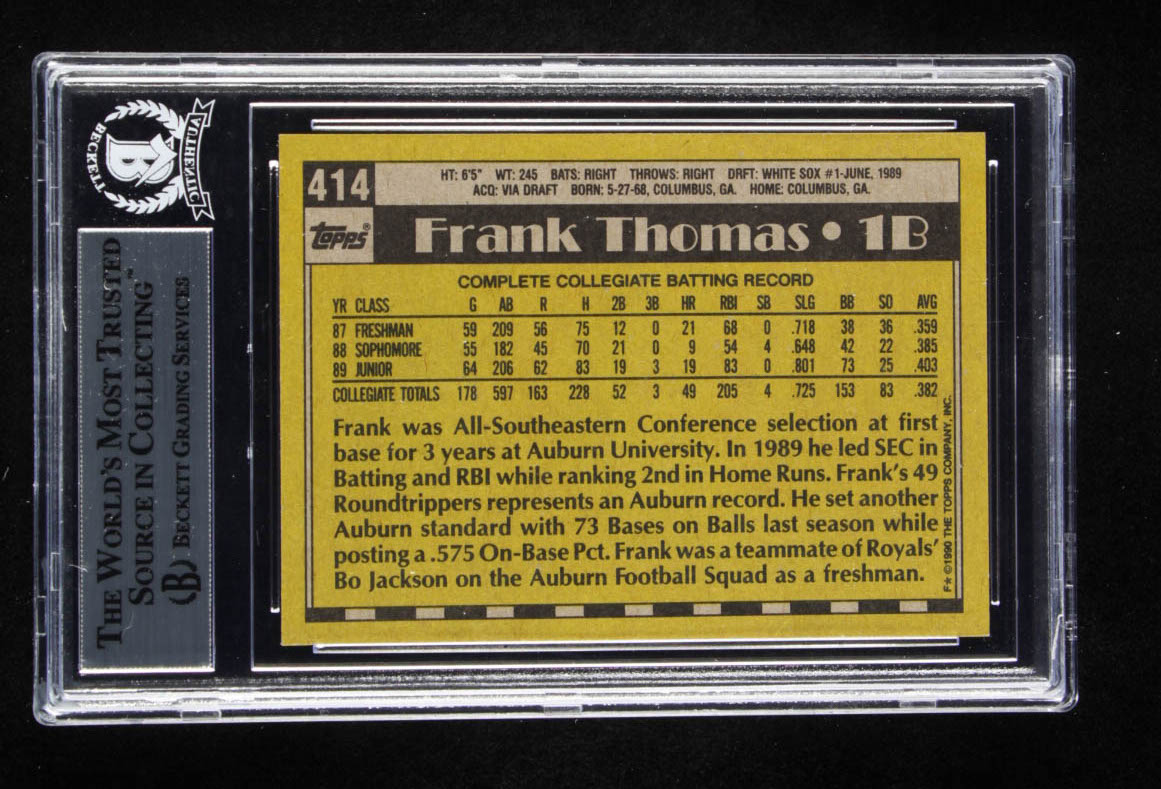 BECKETT
AUTHENTIC
B
THE WORLD'S MOST TRUSTED
SOURCE IN COLLECTING™
(B) BECKETT GRADING SERVICES
414
HT: 6'5" WT: 245 BATS: RIGHT THROWS: RIGHT DRFT: WHITE SOX #1-JUNE, 1989
ACQ: VIA DRAFT BORN: 5-27-68, COLUMBUS, GA. HOME: COLUMBUS, GA.
topps®
Frank Thomas • 1B
COMPLETE COLLEGIATE BATTING RECORD
YR CLASS G AB R H 2B 3B HR RBI SB SLG BB SO AVG
87 FRESHMAN 59 209 56 75 12 0 21 68 0 .718 38 36 .359
88 SOPHOMORE 55 182 45 70 21 0 9 54 4 .648 42 22 .385
89 JUNIOR 64 206 62 83 19 3 19 83 0 .801 73 25 .403
COLLEGIATE TOTALS 178 597 163 228 52 3 49 205 4 .725 153 83 .382
Frank was All-Southeastern Conference selection at first
base for 3 years at Auburn University. In 1989 he led SEC in
Batting and RBI while ranking 2nd in Home Runs. Frank's 49
Roundtrippers represents an Auburn record. He set another
Auburn standard with 73 Bases on Balls last season while
posting a .575 On-Base Pct. Frank was a teammate of Royals'
Bo Jackson on the Auburn Football Squad as a freshman.
F★ ©1990 THE TOPPS COMPANY, INC.